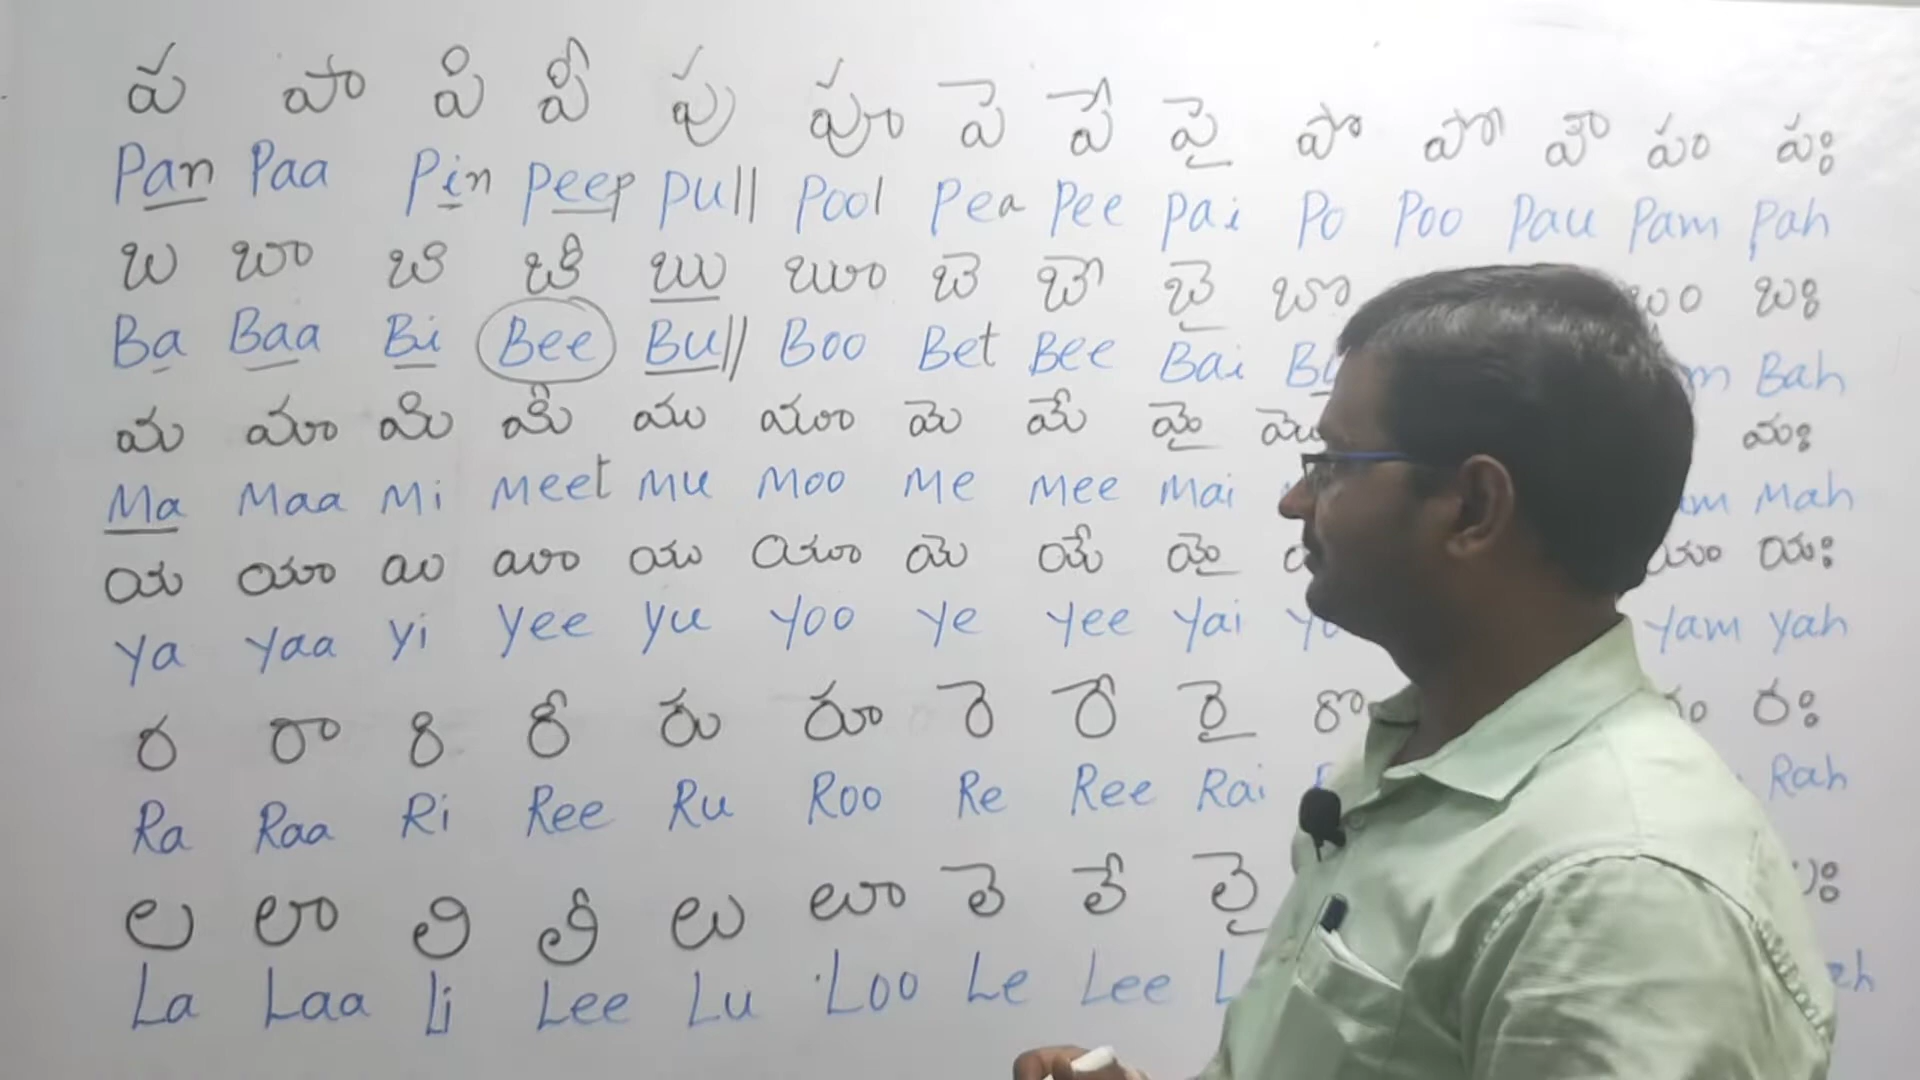 ప పా పి పీ పు పూ పె పే పై పొ పో పౌ పం పః
Pan Paa Pin Peep Pull Pool Pea Pee Pai Po Poo Pau Pam Pah
బ బా బి బీ బు బూ బె బే బై బొ బం బః
Ba Baa Bi Bee Bull Boo Bet Bee Bai Bah
మ మా మి మీ ము మూ మె మే మై మః
Ma Maa Mi Meet Mu Moo Me Mee Mai Mah
య యా యి యీ యు యూ యె యే యై యం యః
Ya Yaa Yi Yee Yu Yoo Ye Yee Yai Yam Yah
ర రా రి రీ రు రూ రె రే రై రొ రః
Ra Raa Ri Ree Ru Roo Re Ree Rai Rah
ల లా లి లీ లు లూ లె లే లై
La Laa Li Lee Lu Loo Le Lee